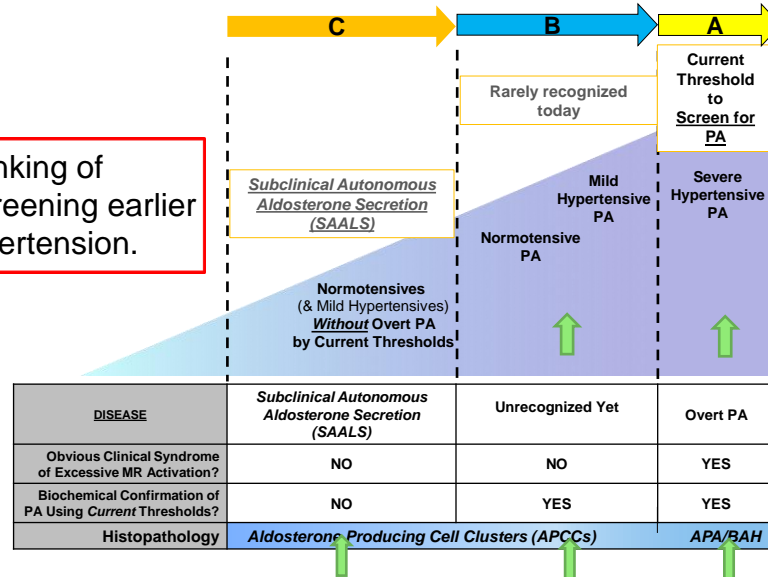 C
B
A
Current
Threshold
to
Screen for
PA
Rarely recognized
today
nking of
reening earlier
ertension.
Subclinical Autonomous
Aldosterone Secretion
(SAALS)
Mild
Hypertensive
PA
Severe
Hypertensive
PA
Normotensive
PA
Normotensives
(& Mild Hypertensives)
Without Overt PA
by Current Thresholds
DISEASE
Subclinical Autonomous
Aldosterone Secretion
(SAALS)
Unrecognized Yet
Overt PA
Obvious Clinical Syndrome
of Excessive MR Activation?
NO
NO
YES
Biochemical Confirmation of
PA Using Current Thresholds?
NO
YES
YES
Histopathology
Aldosterone Producing Cell Clusters (APCCs)
APA/BAH